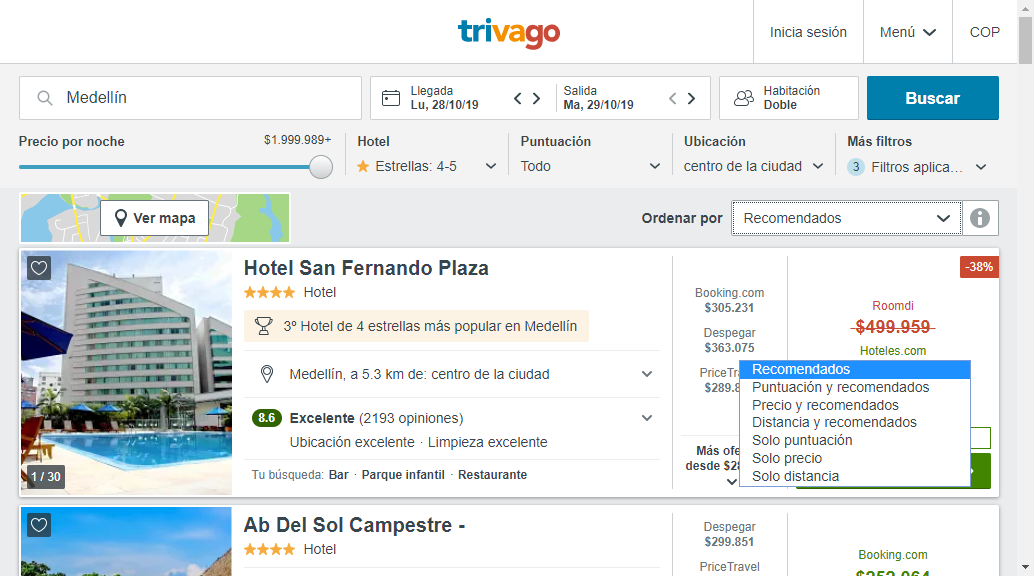 trivago
Inicia sesión
Menú
COP
Medellín
Llegada
Lu, 28/10/19
Salida
Ma, 29/10/19
Habitación
Doble
Buscar
Precio por noche
$1.999.989+
Hotel
Estrellas: 4-5
Puntuación
Todo
Ubicación
centro de la ciudad
Más filtros
3 Filtros aplica...
Ver mapa
Ordenar por
Recomendados
Hotel San Fernando Plaza
Hotel
3º Hotel de 4 estrellas más popular en Medellín
Medellín, a 5.3 km de: centro de la ciudad
8.6 Excelente (2193 opiniones)
Ubicación excelente · Limpieza excelente
Tu búsqueda: Bar · Parque infantil · Restaurante
1 / 30
Booking.com
$305.231
Despegar
$363.075
PriceTra
$289.8
Más ofe
desde $28
-38%
Roomdi
$499.959
Hoteles.com
Recomendados
Puntuación y recomendados
Precio y recomendados
Distancia y recomendados
Solo puntuación
Solo precio
Solo distancia
Ab Del Sol Campestre -
Hotel
Despegar
$299.851
PriceTravel
Booking.com
$252.064